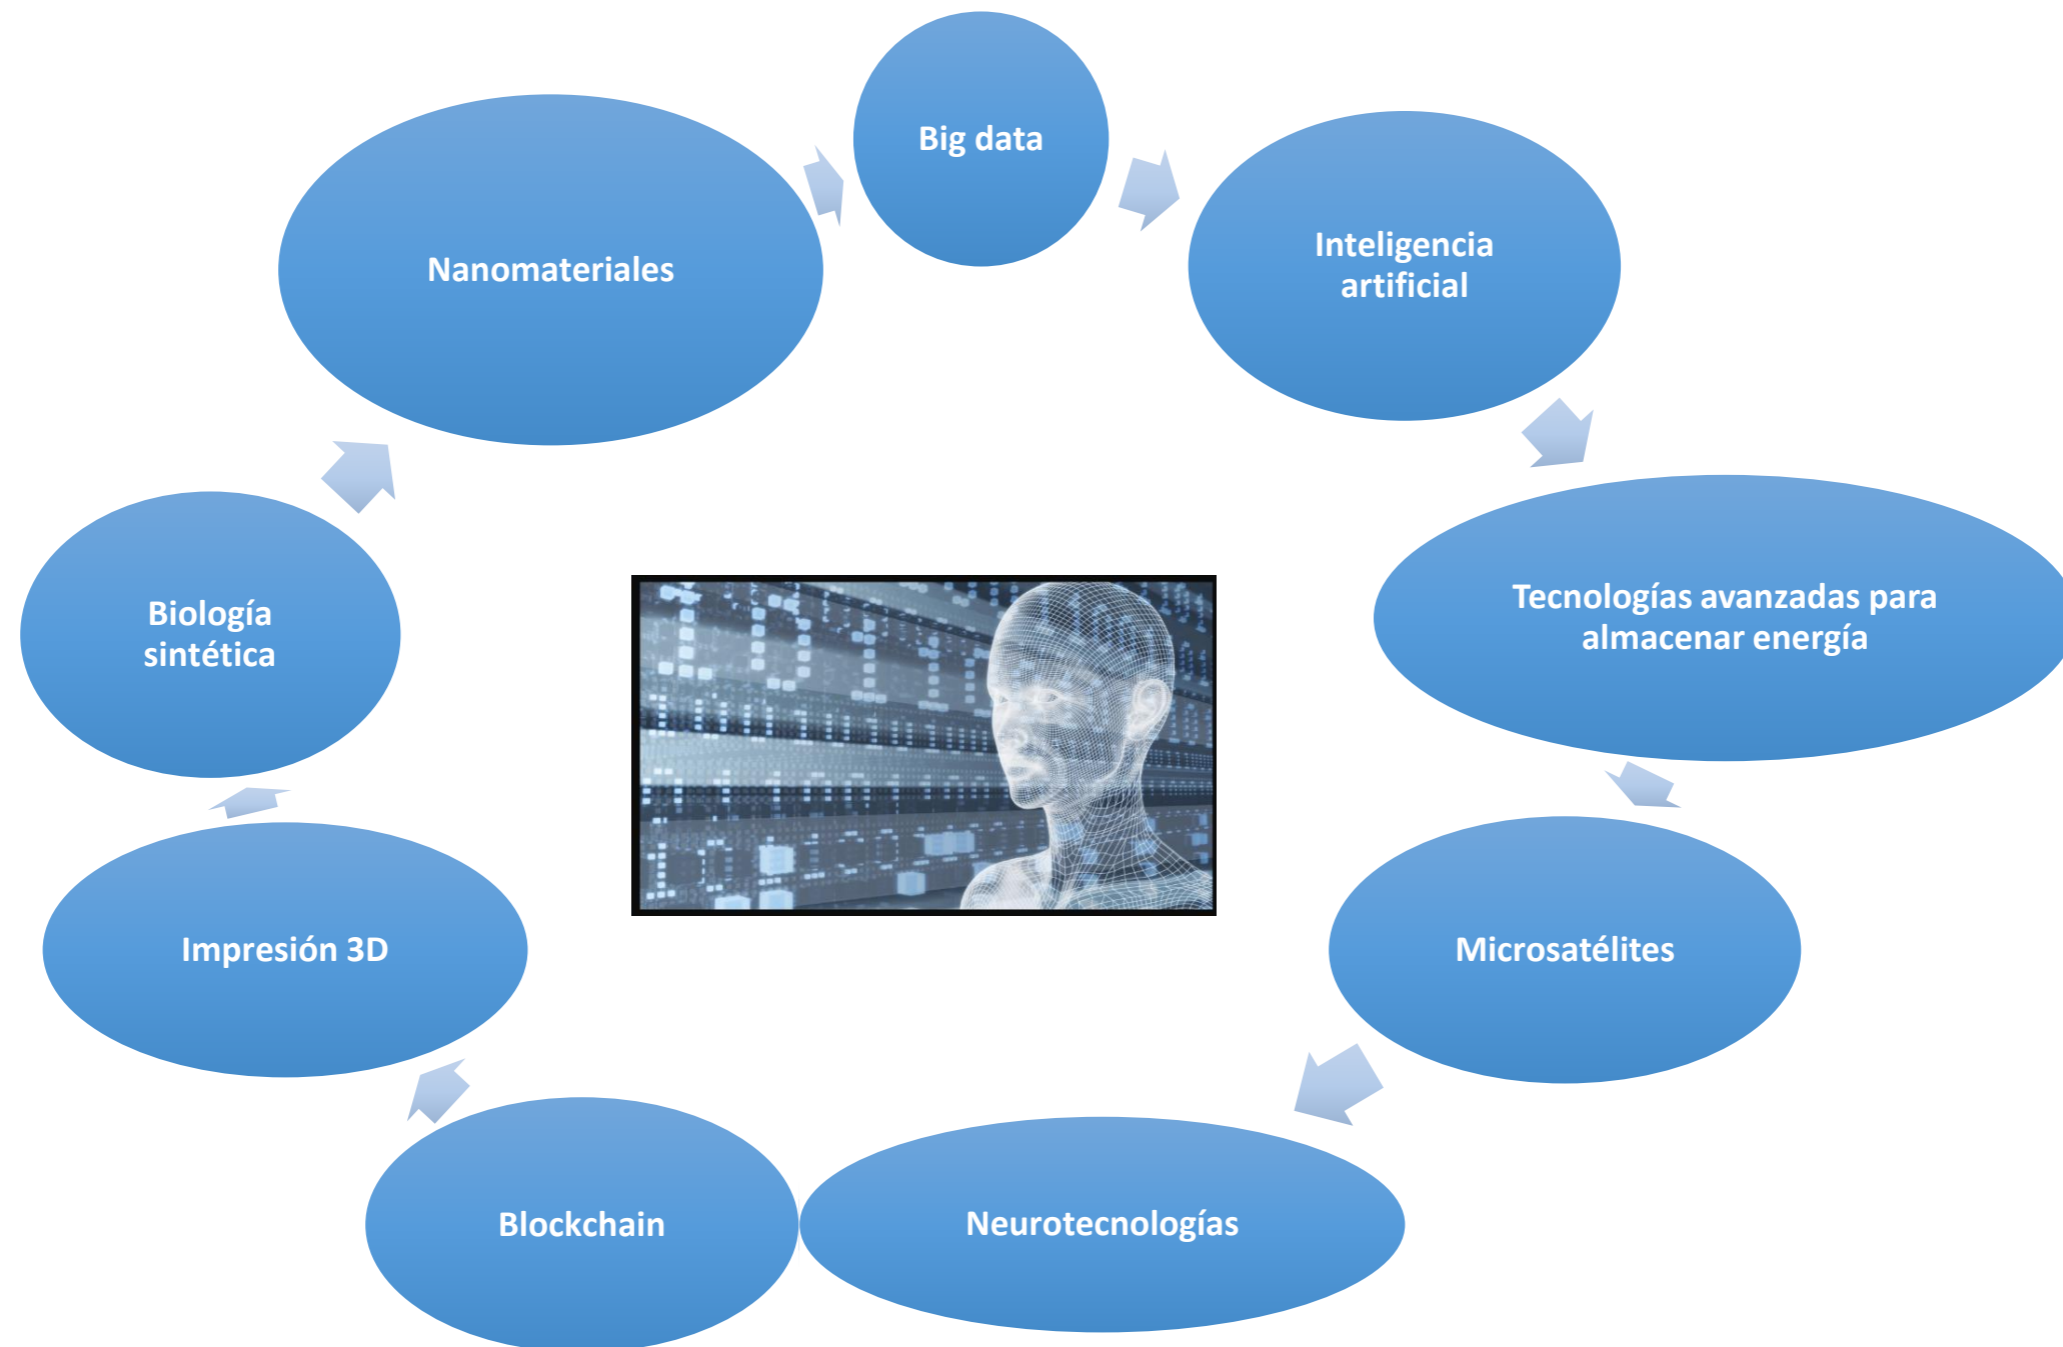 Big data
Inteligencia
artificial
Tecnologías avanzadas para
almacenar energía
Microsatélites
Neurotecnologías
Blockchain
Impresión 3D
Biología
sintética
Nanomateriales